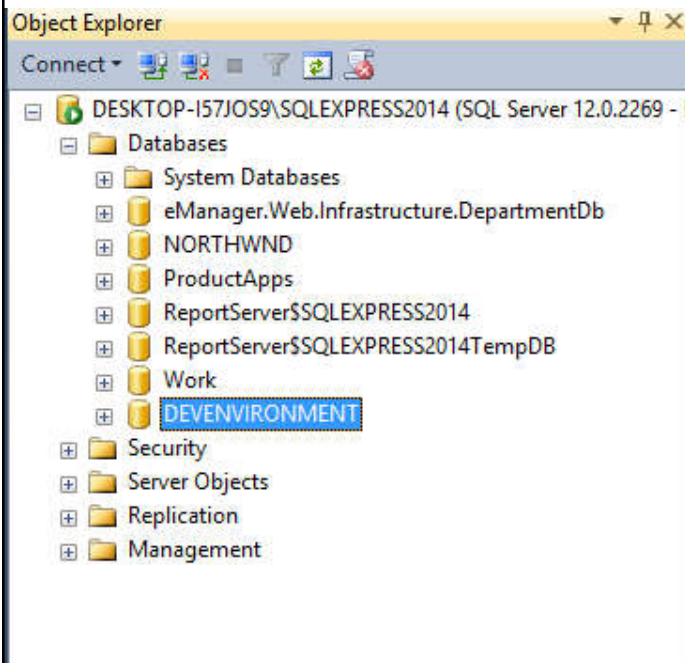 Object Explorer
Connect
DESKTOP-I57JOS9\SQLEXPRESS2014 (SQL Server 12.0.2269 -
Databases
System Databases
eManager.Web.Infrastructure.DepartmentDb
NORTHWND
ProductApps
ReportServer$SQLEXPRESS2014
ReportServer$SQLEXPRESS2014TempDB
Work
DEVENVIRONMENT
Security
Server Objects
Replication
Management